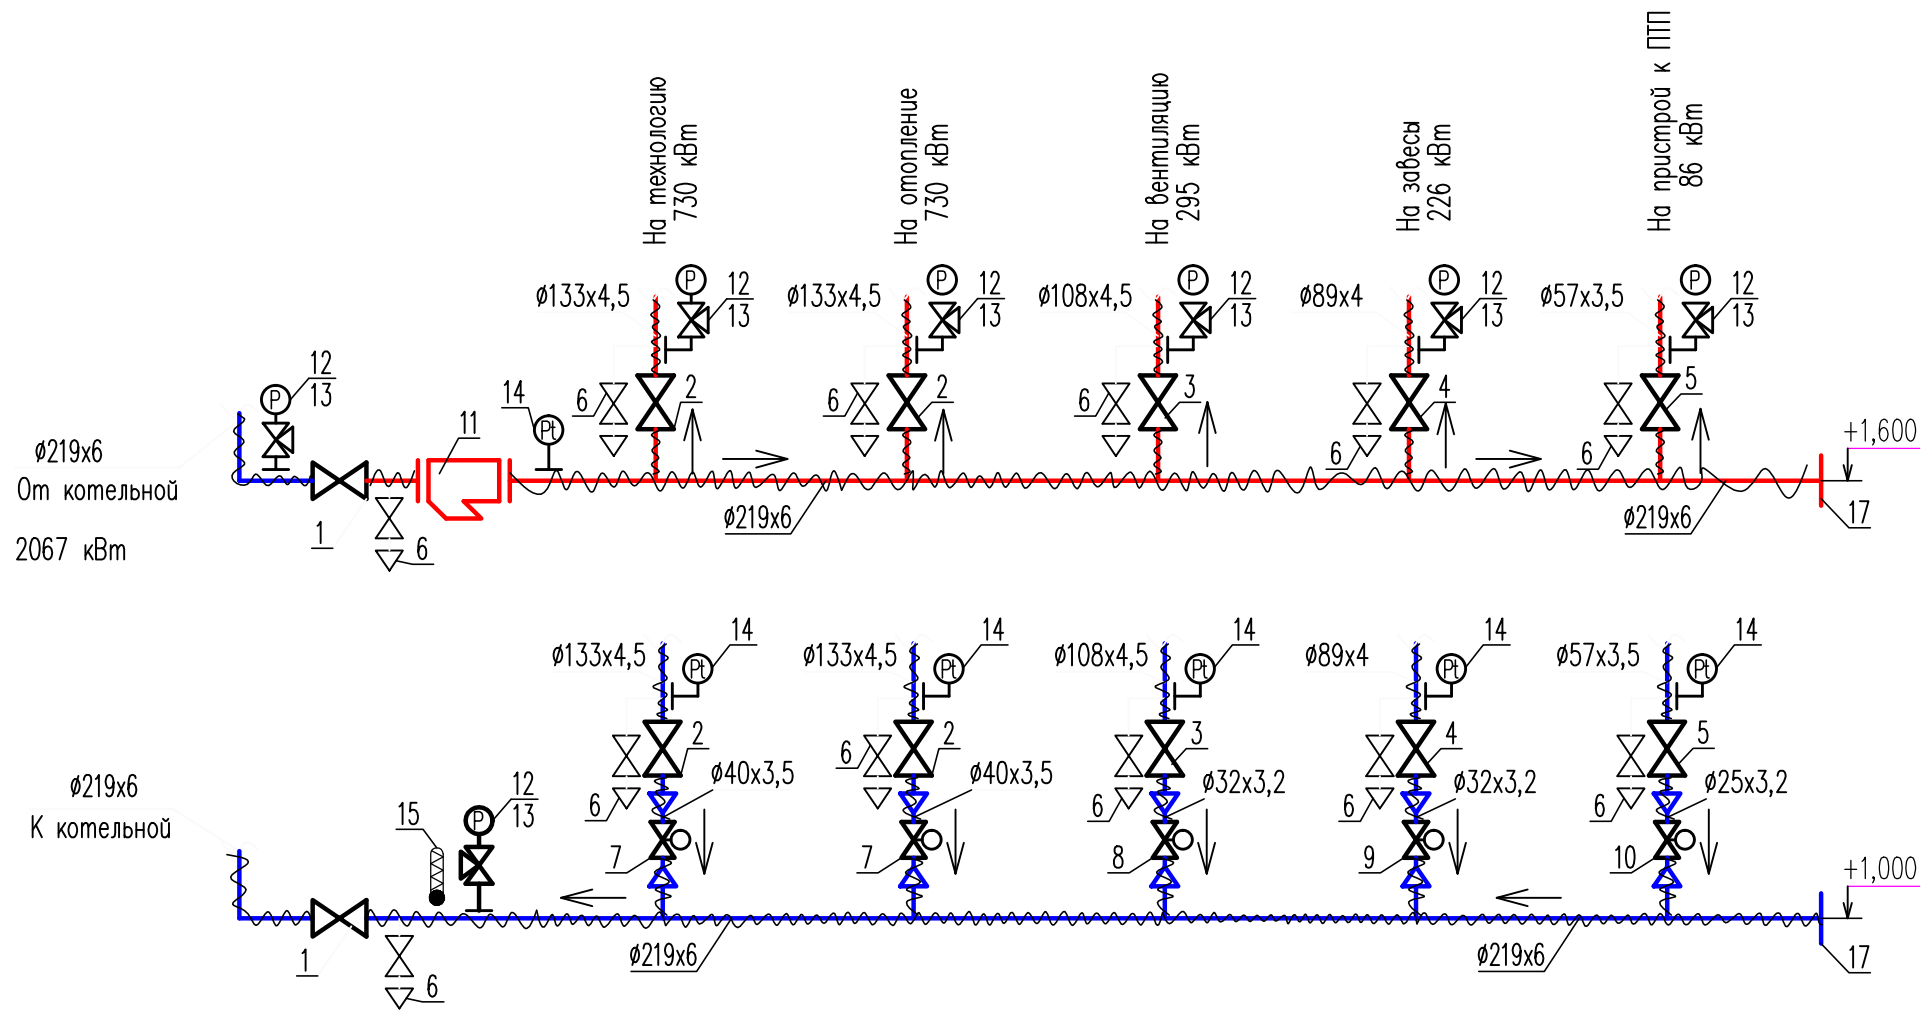 На технологию
730 кВт
На отопление
730 кВт
На вентиляцию
295 кВт
На завесы
226 кВт
На пристрой к ПТП
86 кВт
ø133х4,5
P
12
13
ø133х4,5
P
12
13
ø108х4,5
P
12
13
ø89х4
P
12
13
ø57х3,5
P
12
13
P
12
13
14
Pt
11
6
2
6
2
6
3
6
4
6
5
+1,600
ø219х6
От котельной
2067 кВт
1
6
ø219х6
ø219х6
17
ø133х4,5
Pt
14
ø133х4,5
Pt
14
ø108х4,5
Pt
14
ø89х4
Pt
14
ø57х3,5
Pt
14
2
6
2
3
4
5
ø40х3,5
ø40х3,5
ø32х3,2
ø32х3,2
ø25х3,2
ø219х6
К котельной
15
P
12
13
6
6
6
6
7
7
8
9
10
+1,000
1
6
ø219х6
ø219х6
17